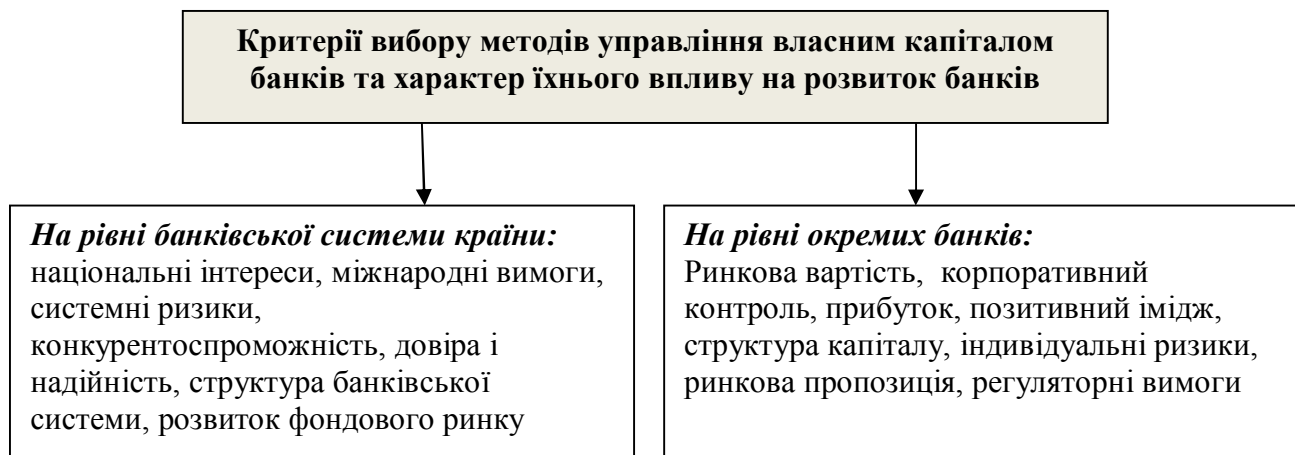 Критерії вибору методів управління власним капіталом
банків та характер їхнього впливу на розвиток банків
На рівні банківської системи країни:
національні інтереси, міжнародні вимоги,
системні ризики,
конкурентоспроможність, довіра і
надійність, структура банківської
системи, розвиток фондового ринку
На рівні окремих банків:
Ринкова вартість, корпоративний
контроль, прибуток, позитивний імідж,
структура капіталу, індивідуальні ризики,
ринкова пропозиція, регуляторні вимоги